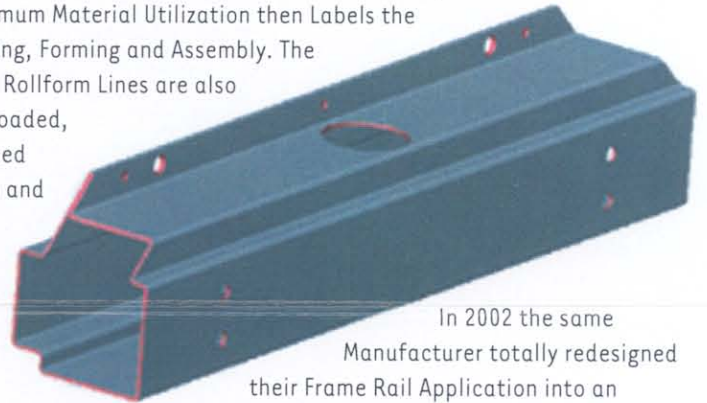 mum Material Utilization then Labels the
ing, Forming and Assembly. The
Rollform Lines are also
oaded,
ed
and
In 2002 the same
Manufacturer totally redesigned
their Frame Rail Application into an